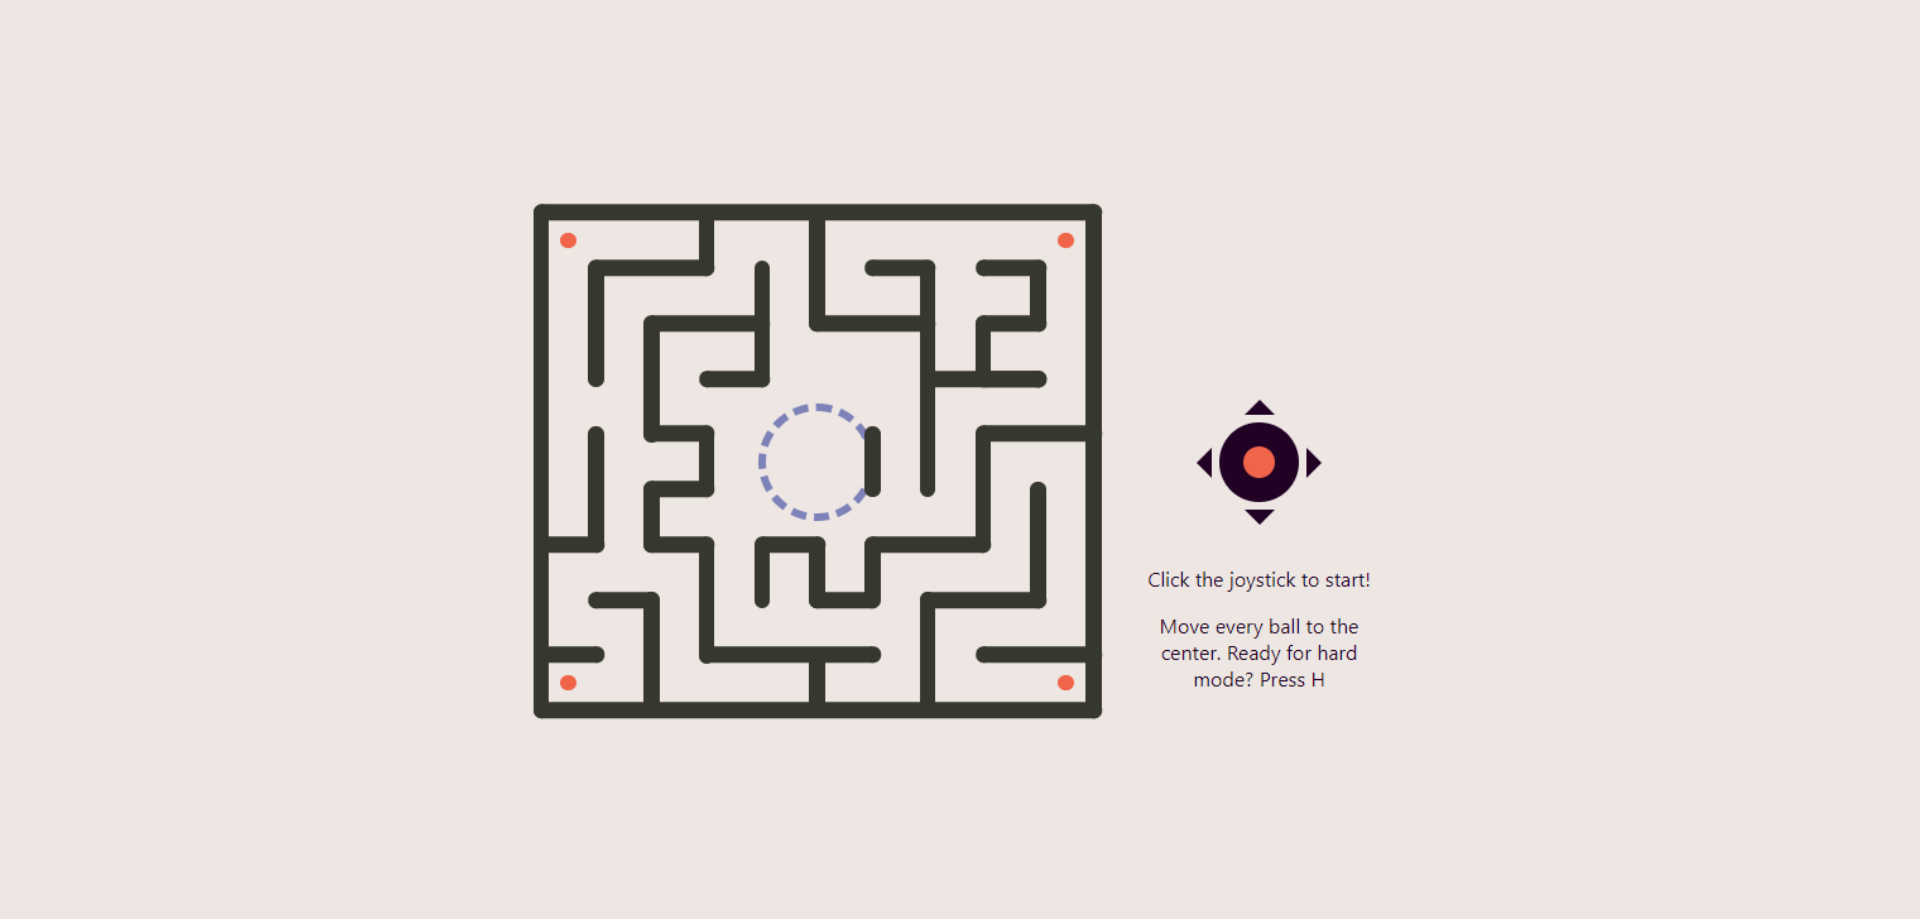 Click the joystick to start!
Move every ball to the
center. Ready for hard
mode? Press H